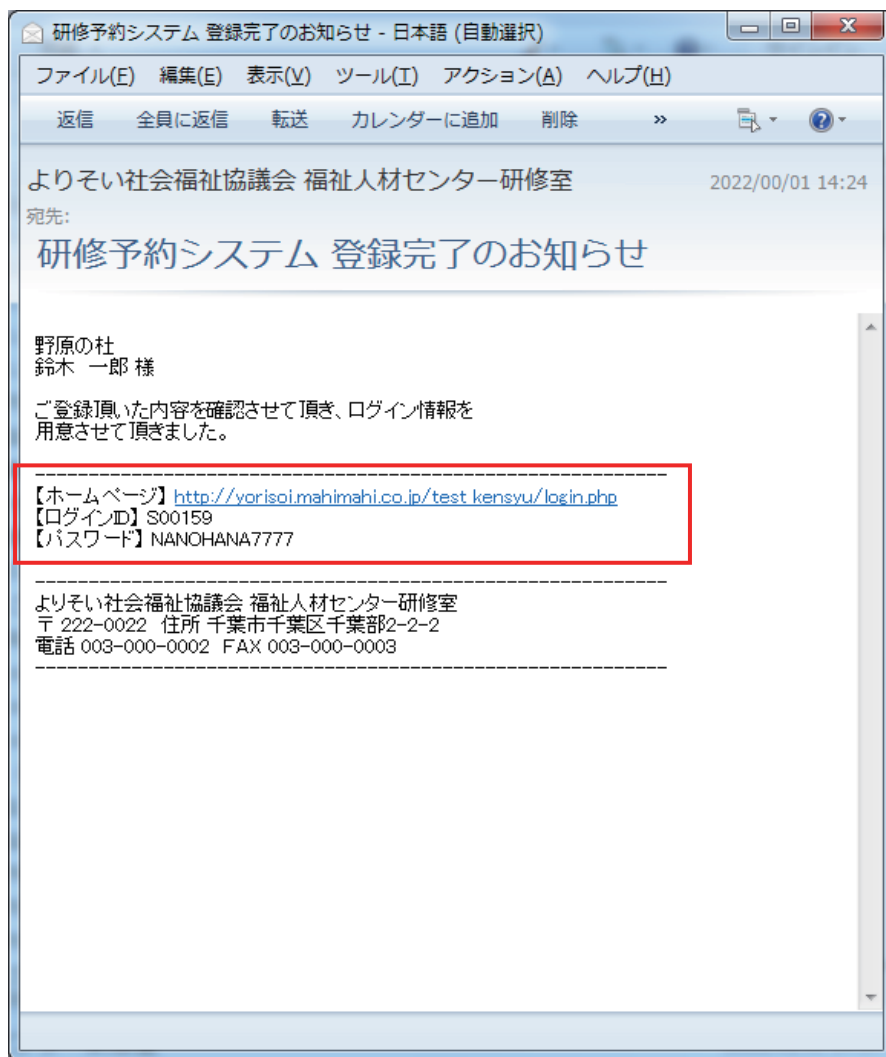 研修予約システム 登録完了のお知らせ - 日本語 (自動選択)
ファイル(F) 編集(E) 表示(V) ツール(T) アクション(A) ヘルプ(H)
返信 全員に返信 転送 カレンダーに追加 削除 »
よりそい社会福祉協議会 福祉人材センター研修室 2022/00/01 14:24
宛先:
研修予約システム 登録完了のお知らせ
野原の杜
鈴木 一郎 様
ご登録頂いた内容を確認させて頂き、ログイン情報を
用意させて頂きました。
------------------------------------------------------------
【ホームページ】 http://yorisoi.mahimahi.co.jp/test kensyu/login.php
【ログインID】 S00159
【パスワード】 NANOHANA7777
------------------------------------------------------------
よりそい社会福祉協議会 福祉人材センター研修室
〒 222-0022 住所 千葉市千葉区千葉部2-2-2
電話 003-000-0002 FAX 003-000-0003
------------------------------------------------------------